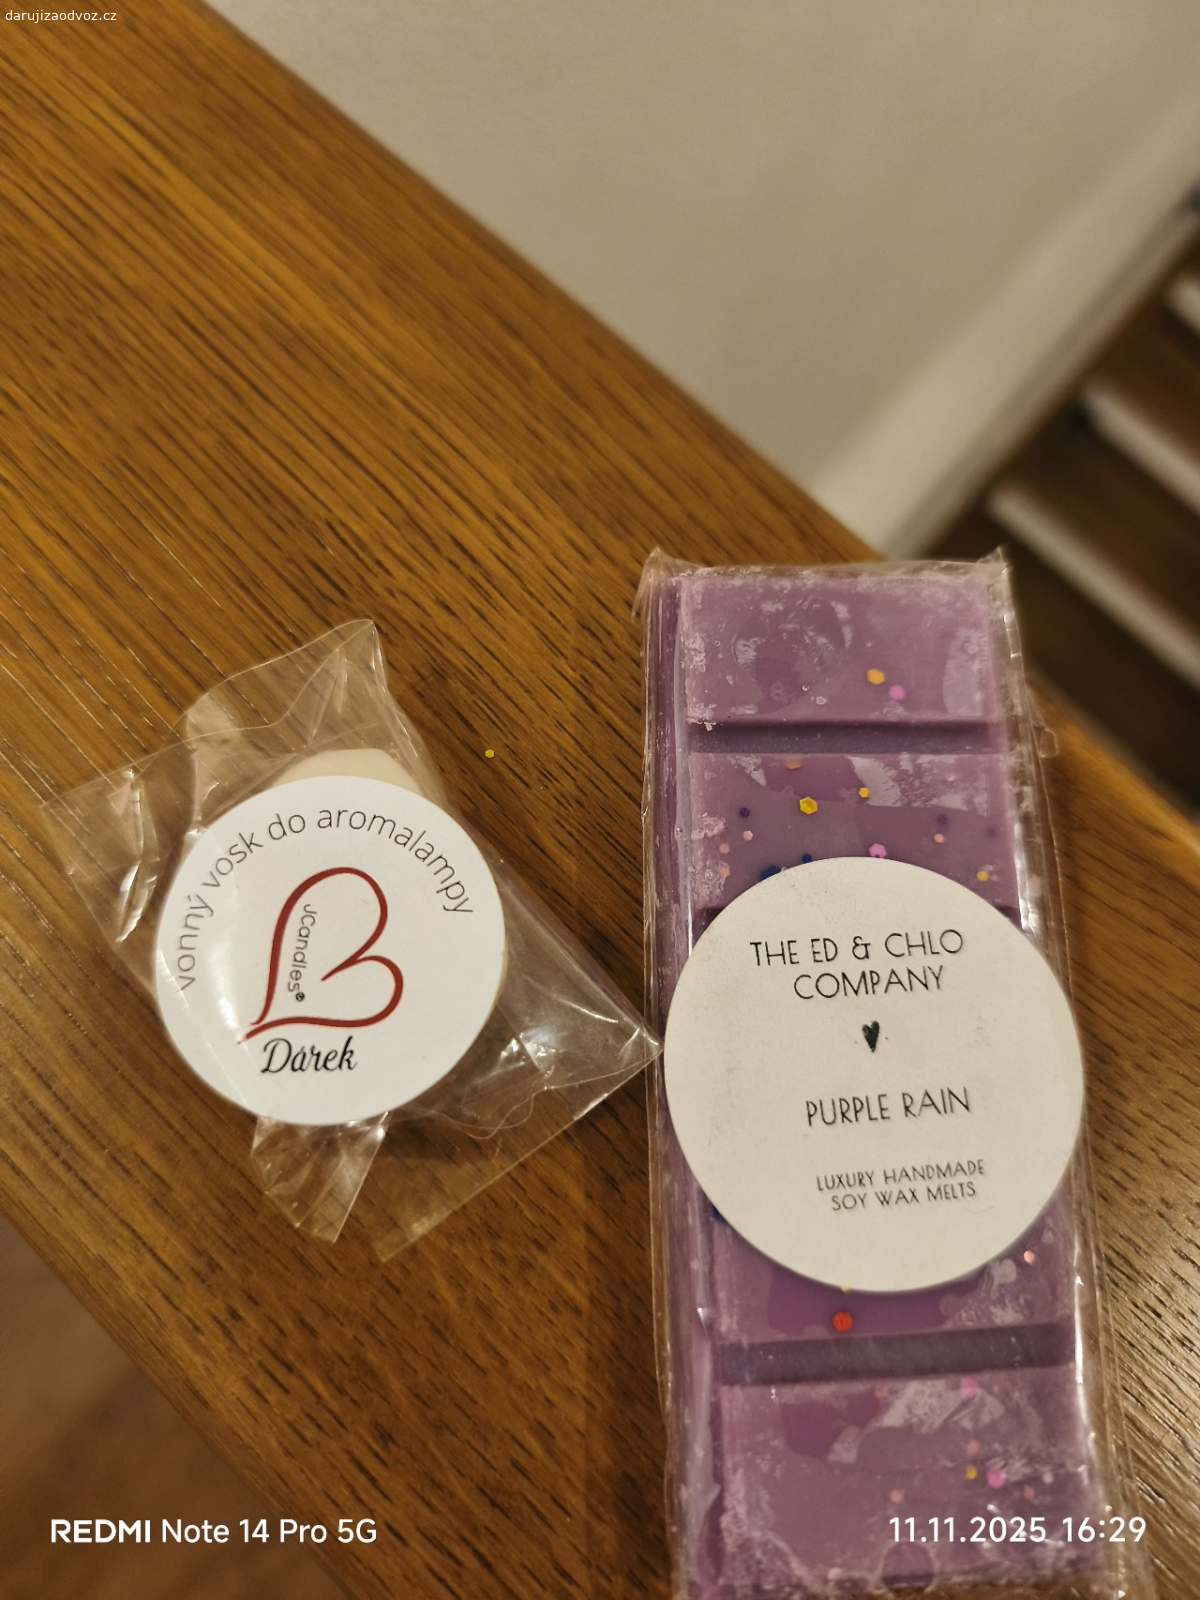 darujizaodvoz.cz
vonný vosk do aromalampy
JCandles®
Dárek
THE ED & CHLO
COMPANY
PURPLE RAIN
LUXURY HANDMADE
SOY WAX MELTS
REDMI Note 14 Pro 5G
11.11.2025 16:29